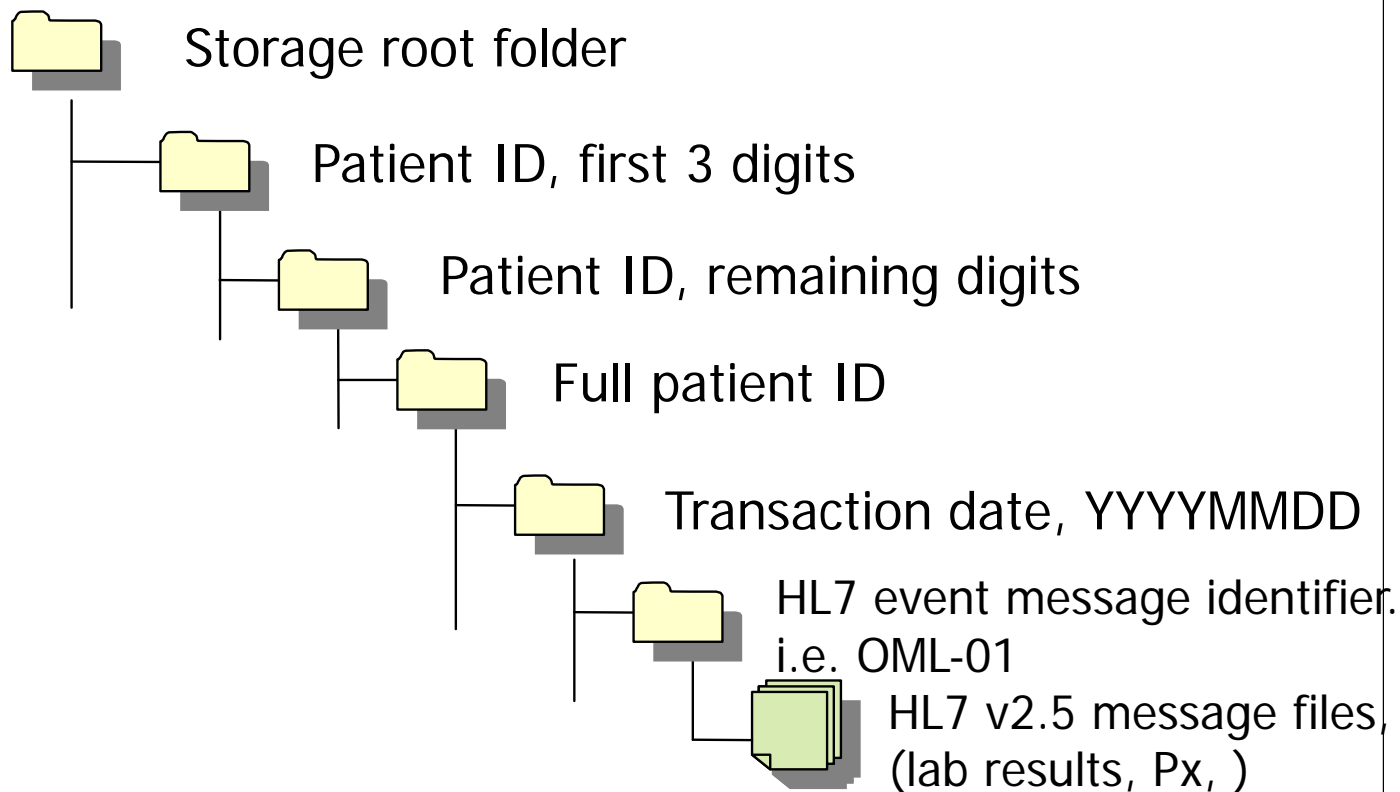 Storage root folder
Patient ID, first 3 digits
Patient ID, remaining digits
Full patient ID
Transaction date, YYYYMMDD
HL7 event message identifier.
i.e. OML-01
HL7 v2.5 message files,
(lab results, Px, )